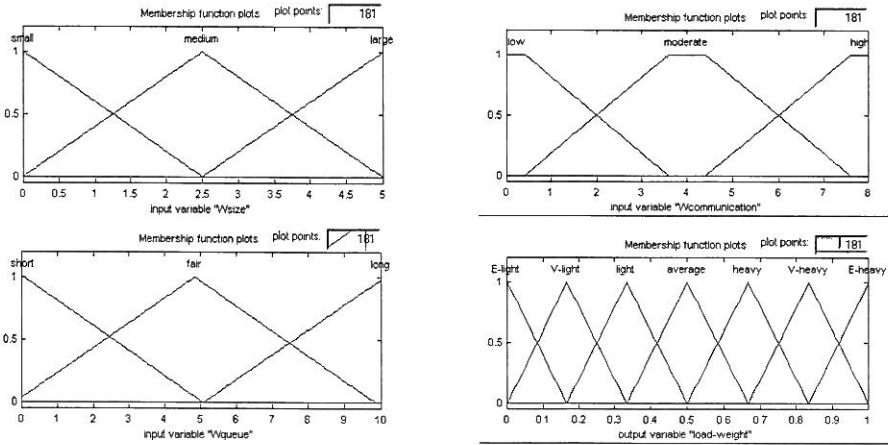 Membership function plots plot points: 181
small medium large
1
0.5
0
0 0.5 1 1.5 2 2.5 3 3.5 4 4.5 5
input variable "Wsize"
Membership function plots plot points: 181
low moderate high
1
0.5
0
0 1 2 3 4 5 6 7 8
input variable "Wcommunication"
Membership function plots plot points: 181
short fair long
1
0.5
0
0 1 2 3 4 5 6 7 8 9 10
input variable "Wqueue"
Membership function plots plot points: 181
E-light V-light light average heavy V-heavy E-heavy
1
0.5
0
0 0.1 0.2 0.3 0.4 0.5 0.6 0.7 0.8 0.9 1
output variable "load-weight"